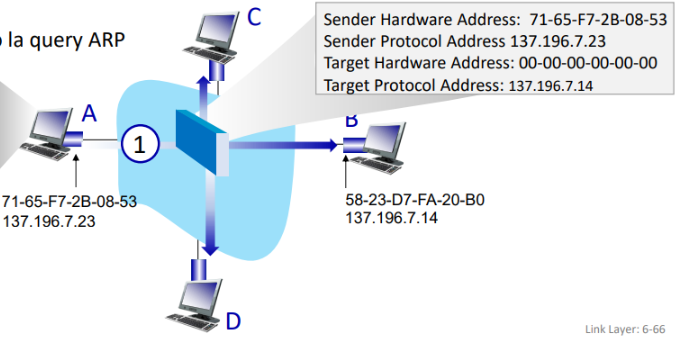 la query ARP
Sender Hardware Address: 71-65-F7-2B-08-53
Sender Protocol Address 137.196.7.23
Target Hardware Address: 00-00-00-00-00-00
Target Protocol Address: 137.196.7.14
C
A
B
1
71-65-F7-2B-08-53
137.196.7.23
58-23-D7-FA-20-B0
137.196.7.14
D
Link Layer: 6-66